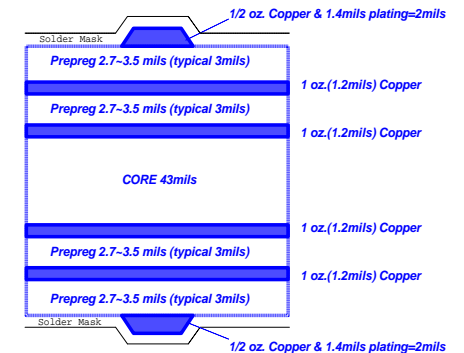 1/2 oz. Copper & 1.4mils plating=2mils
Solder Mask
Prepreg 2.7~3.5 mils (typical 3mils)
1 oz.(1.2mils) Copper
Prepreg 2.7~3.5 mils (typical 3mils)
1 oz.(1.2mils) Copper
CORE 43mils
1 oz.(1.2mils) Copper
Prepreg 2.7~3.5 mils (typical 3mils)
1 oz.(1.2mils) Copper
Prepreg 2.7~3.5 mils (typical 3mils)
Solder Mask
1/2 oz. Copper & 1.4mils plating=2mils